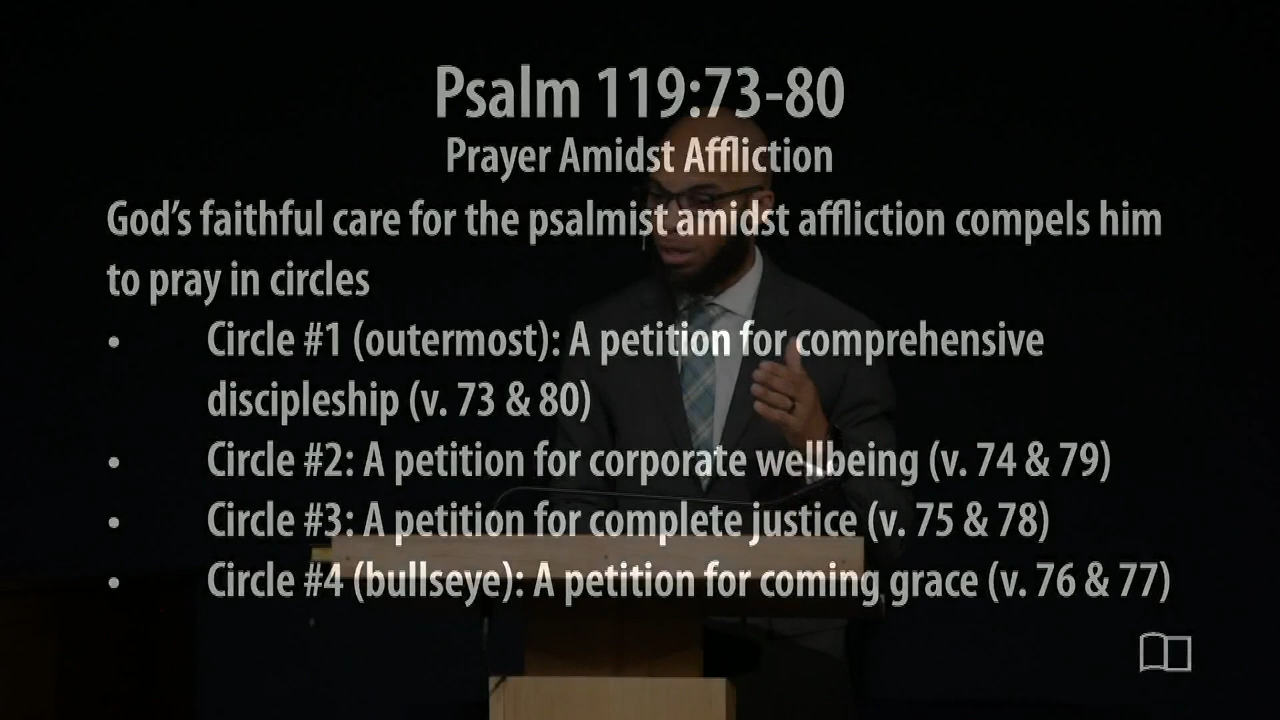 Psalm 119:73-80
Prayer Amidst Affliction
God’s faithful care for the psalmist amidst affliction compels him
to pray in circles
• Circle #1 (outermost): A petition for comprehensive
discipleship (v. 73 & 80)
• Circle #2: A petition for corporate wellbeing (v. 74 & 79)
• Circle #3: A petition for complete justice (v. 75 & 78)
• Circle #4 (bullseye): A petition for coming grace (v. 76 & 77)